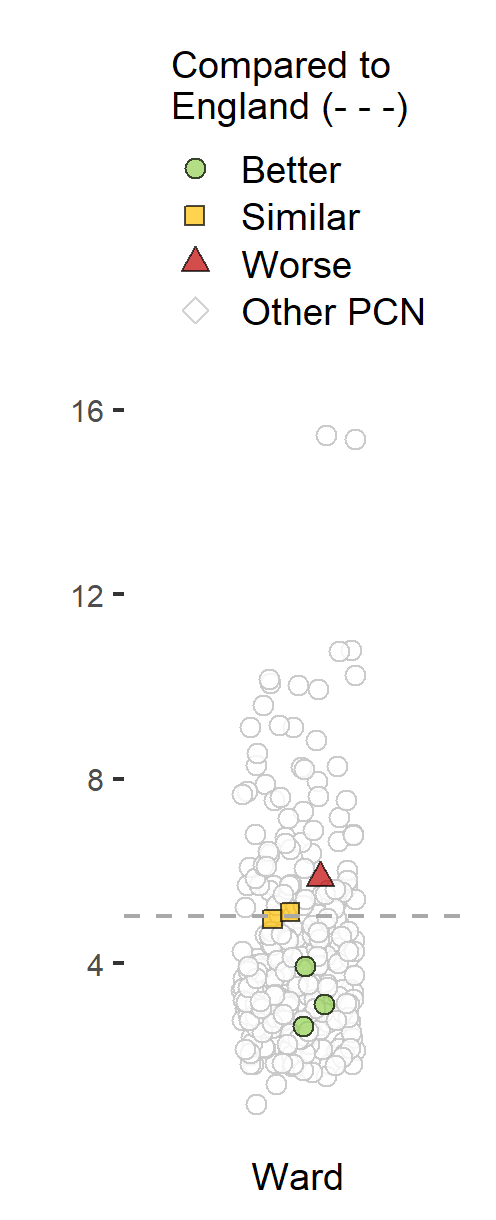 Compared to
England (- - -)
Better
Similar
Worse
Other PCN
16
12
8
4
Ward